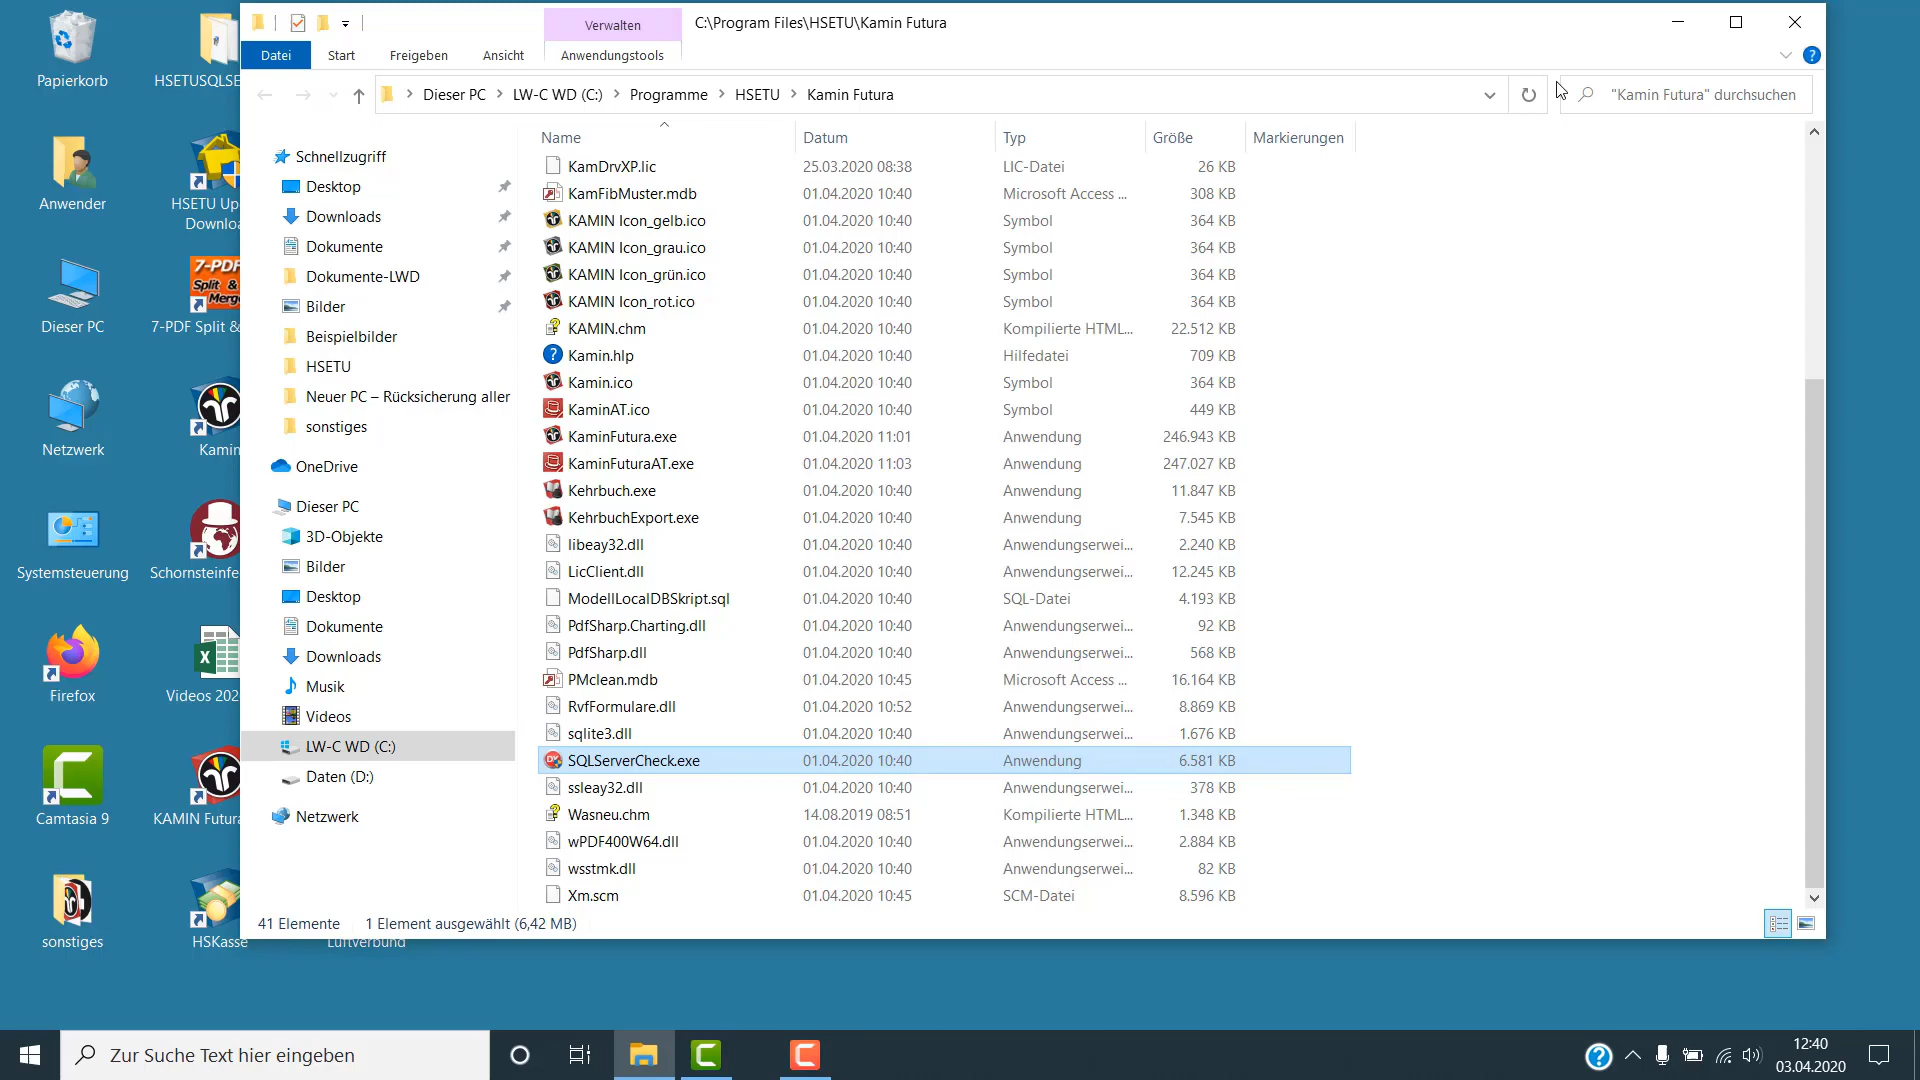 Papierkorb
HSETUSQLSE
Anwender
HSETU Up
Downloa
Dieser PC
7-PDF
Split &
Merge
7-PDF Split &
Netzwerk
Kamin
Systemsteuerung
Schornsteinfe
Firefox
Videos 202
Camtasia 9
KAMIN Futura
sonstiges
HSKasse
Luftverbund
Verwalten
C:\Program Files\HSETU\Kamin Futura
Datei
Start
Freigeben
Ansicht
Anwendungstools
Dieser PC > LW-C WD (C:) > Programme > HSETU > Kamin Futura
"Kamin Futura" durchsuchen
Schnellzugriff
Desktop
Downloads
Dokumente
Dokumente-LWD
Bilder
Beispielbilder
HSETU
Neuer PC – Rücksicherung aller
sonstiges
OneDrive
Dieser PC
3D-Objekte
Bilder
Desktop
Dokumente
Downloads
Musik
Videos
LW-C WD (C:)
Daten (D:)
Netzwerk
Name Datum Typ Größe Markierungen
KamDrvXP.lic 25.03.2020 08:38 LIC-Datei 26 KB
KamFibMuster.mdb 01.04.2020 10:40 Microsoft Access ... 308 KB
KAMIN Icon_gelb.ico 01.04.2020 10:40 Symbol 364 KB
KAMIN Icon_grau.ico 01.04.2020 10:40 Symbol 364 KB
KAMIN Icon_grün.ico 01.04.2020 10:40 Symbol 364 KB
KAMIN Icon_rot.ico 01.04.2020 10:40 Symbol 364 KB
KAMIN.chm 01.04.2020 10:40 Kompilierte HTML... 22.512 KB
Kamin.hlp 01.04.2020 10:40 Hilfedatei 709 KB
Kamin.ico 01.04.2020 10:40 Symbol 364 KB
KaminAT.ico 01.04.2020 10:40 Symbol 449 KB
KaminFutura.exe 01.04.2020 11:01 Anwendung 246.943 KB
KaminFuturaAT.exe 01.04.2020 11:03 Anwendung 247.027 KB
Kehrbuch.exe 01.04.2020 10:40 Anwendung 11.847 KB
KehrbuchExport.exe 01.04.2020 10:40 Anwendung 7.545 KB
libeay32.dll 01.04.2020 10:40 Anwendungserwei... 2.240 KB
LicClient.dll 01.04.2020 10:40 Anwendungserwei... 12.245 KB
ModellLocalDBSkript.sql 01.04.2020 10:40 SQL-Datei 4.193 KB
PdfSharp.Charting.dll 01.04.2020 10:40 Anwendungserwei... 92 KB
PdfSharp.dll 01.04.2020 10:40 Anwendungserwei... 568 KB
PMclean.mdb 01.04.2020 10:45 Microsoft Access ... 16.164 KB
RvfFormulare.dll 01.04.2020 10:52 Anwendungserwei... 8.869 KB
sqlite3.dll 01.04.2020 10:40 Anwendungserwei... 1.676 KB
SQLServerCheck.exe 01.04.2020 10:40 Anwendung 6.581 KB
ssleay32.dll 01.04.2020 10:40 Anwendungserwei... 378 KB
Wasneu.chm 14.08.2019 08:51 Kompilierte HTML... 1.348 KB
wPDF400W64.dll 01.04.2020 10:40 Anwendungserwei... 2.884 KB
wsstmk.dll 01.04.2020 10:40 Anwendungserwei... 82 KB
Xm.scm 01.04.2020 10:45 SCM-Datei 8.596 KB
41 Elemente 1 Element ausgewählt (6,42 MB)
Zur Suche Text hier eingeben
12:40
03.04.2020